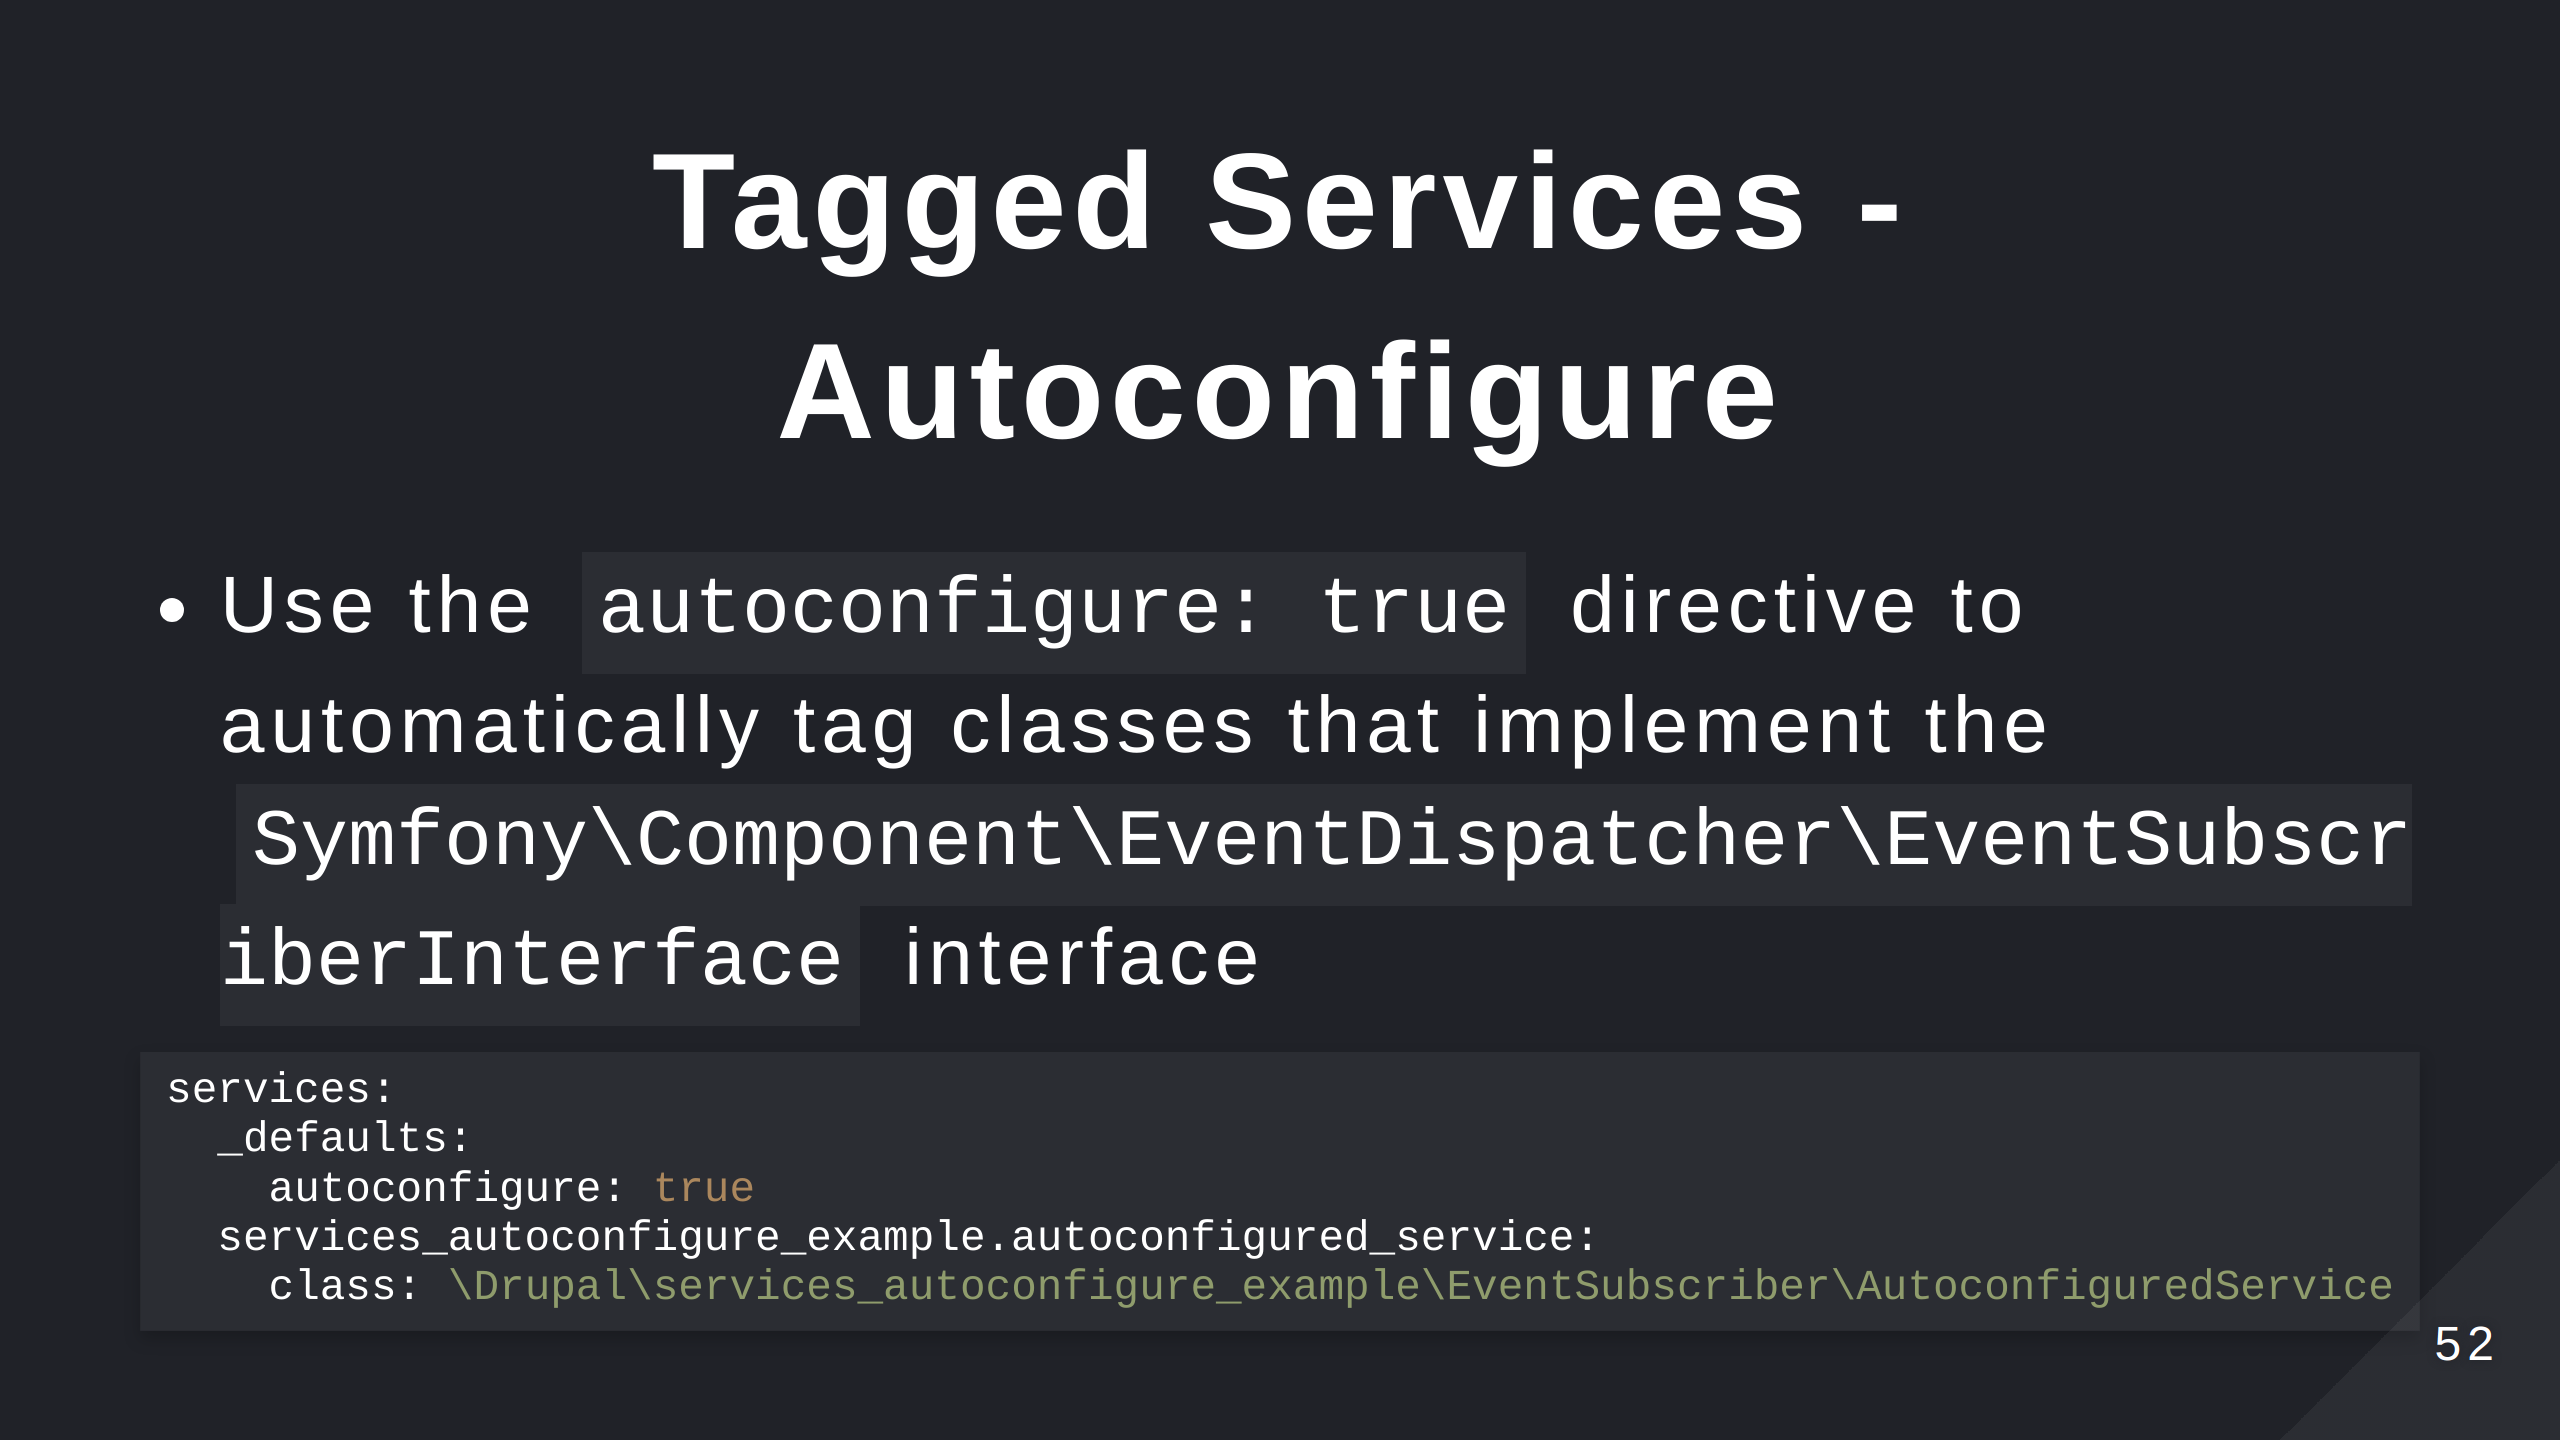 Tagged Services -
Autoconfigure
• Use the autoconfigure: true directive to
automatically tag classes that implement the
Symfony\Component\EventDispatcher\EventSubscr
iberInterface interface
services:
  _defaults:
    autoconfigure: true
  services_autoconfigure_example.autoconfigured_service:
    class: \Drupal\services_autoconfigure_example\EventSubscriber\AutoconfiguredService
52